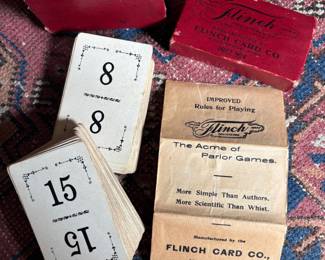 Flinch
FLINCH CARD CO
8
8
15
15
IMPROVED
Rules for Playing
Flinch
The Acme of
Parlor Games.
More Simple Than Authors.
More Scientific Than Whist.
Manufactured by the
FLINCH CARD CO.,